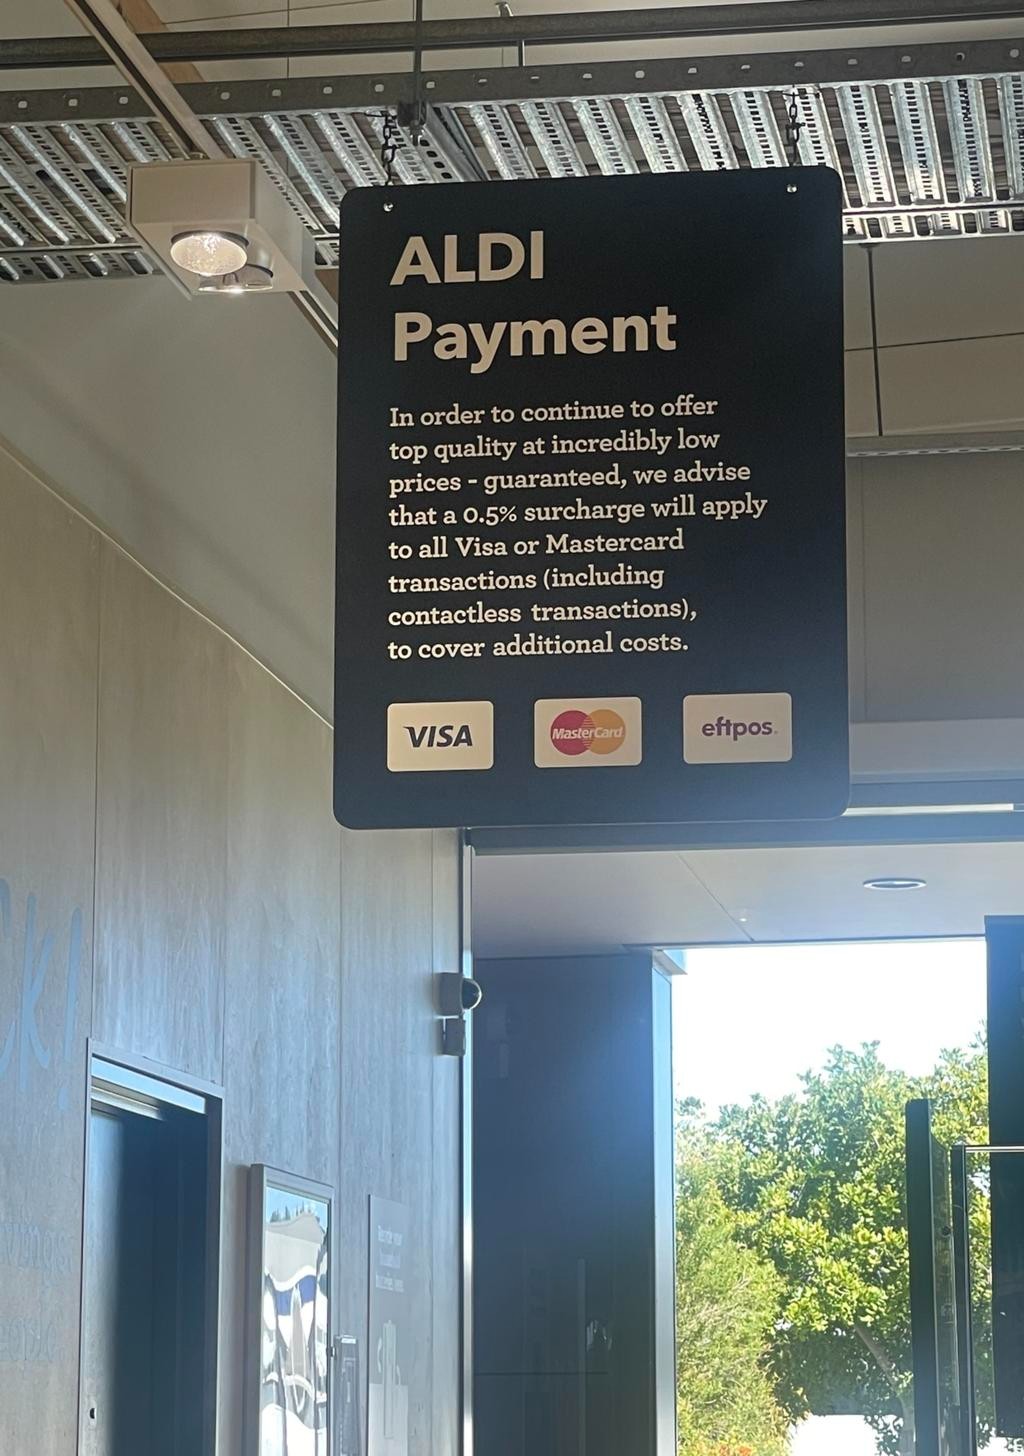 ALDI
Payment
In order to continue to offer
top quality at incredibly low
prices - guaranteed, we advise
that a 0.5% surcharge will apply
to all Visa or Mastercard
transactions (including
contactless transactions),
to cover additional costs.
VISA
MasterCard
eftpos